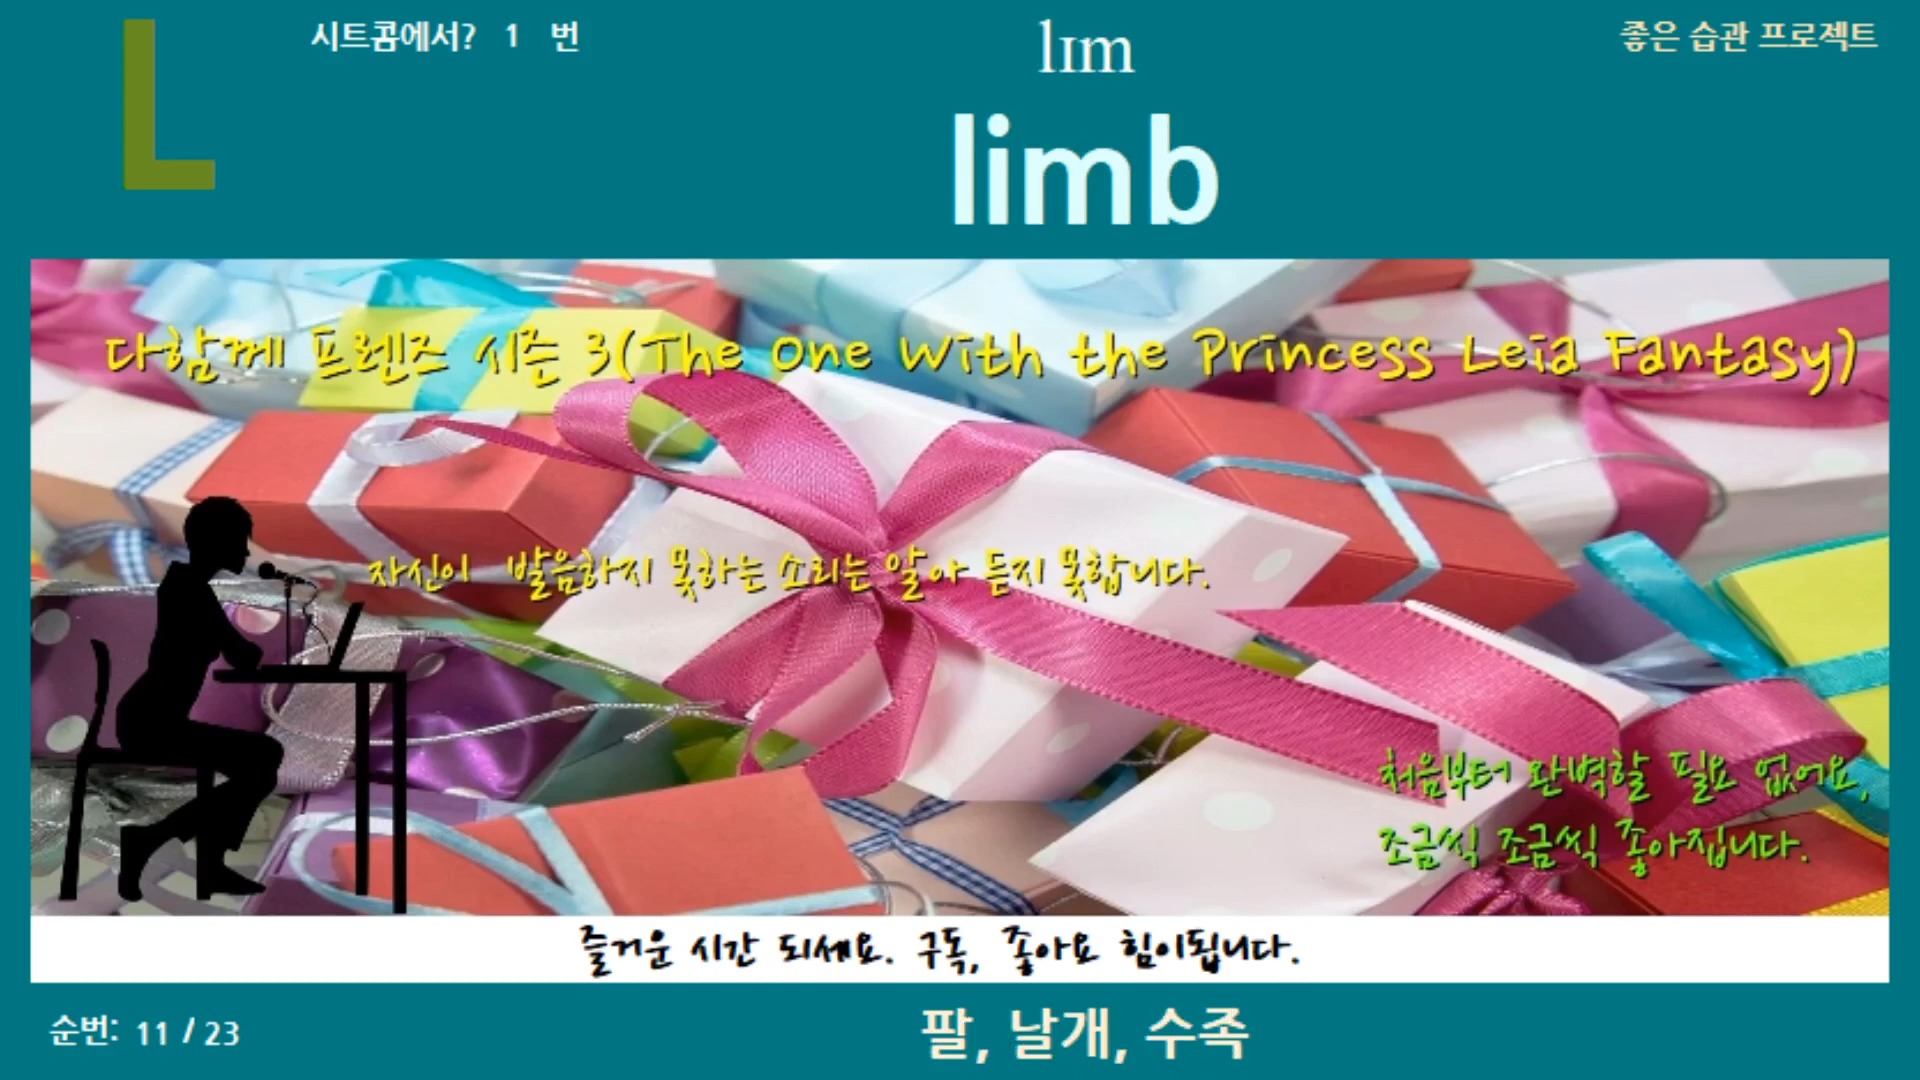 L
시트콤에서? 1 번
lɪm
좋은 습관 프로젝트
limb
다함께 프렌즈 시즌 3(The One With the Princess Leia Fantasy)
자신이 발음하지 못하는 소리는 알아 듣지 못합니다.
처음부터 완벽할 필요 없어요,
조금씩 조금씩 좋아집니다.
즐거운 시간 되세요. 구독, 좋아요 힘이됩니다.
순번: 11 / 23
팔, 날개, 수족